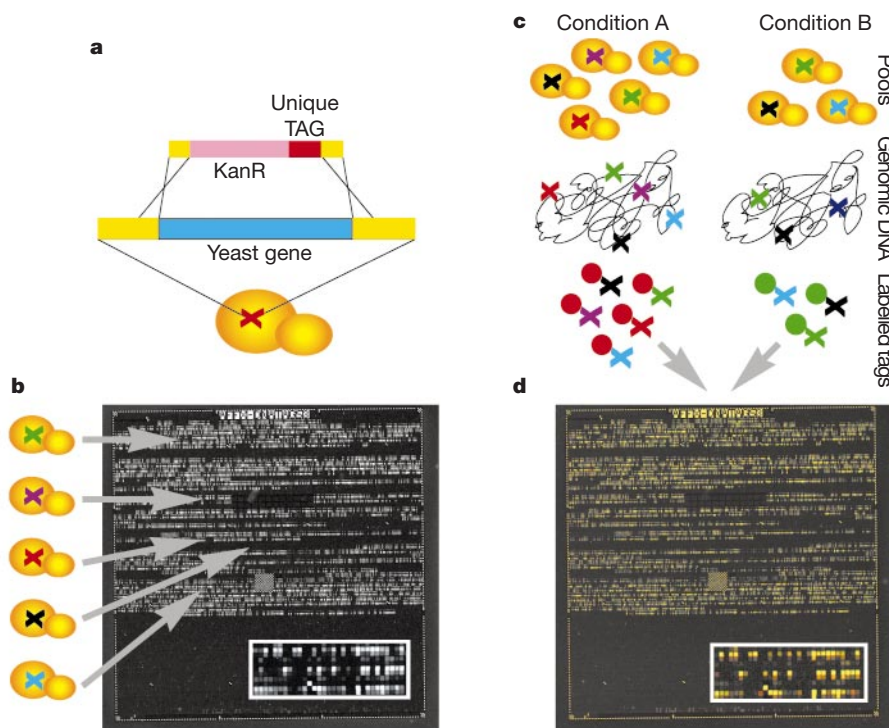 a
Unique
TAG
KanR
Yeast gene
b
c
Condition A
Condition B
Pools
Genomic DNA
Labelled tags
d